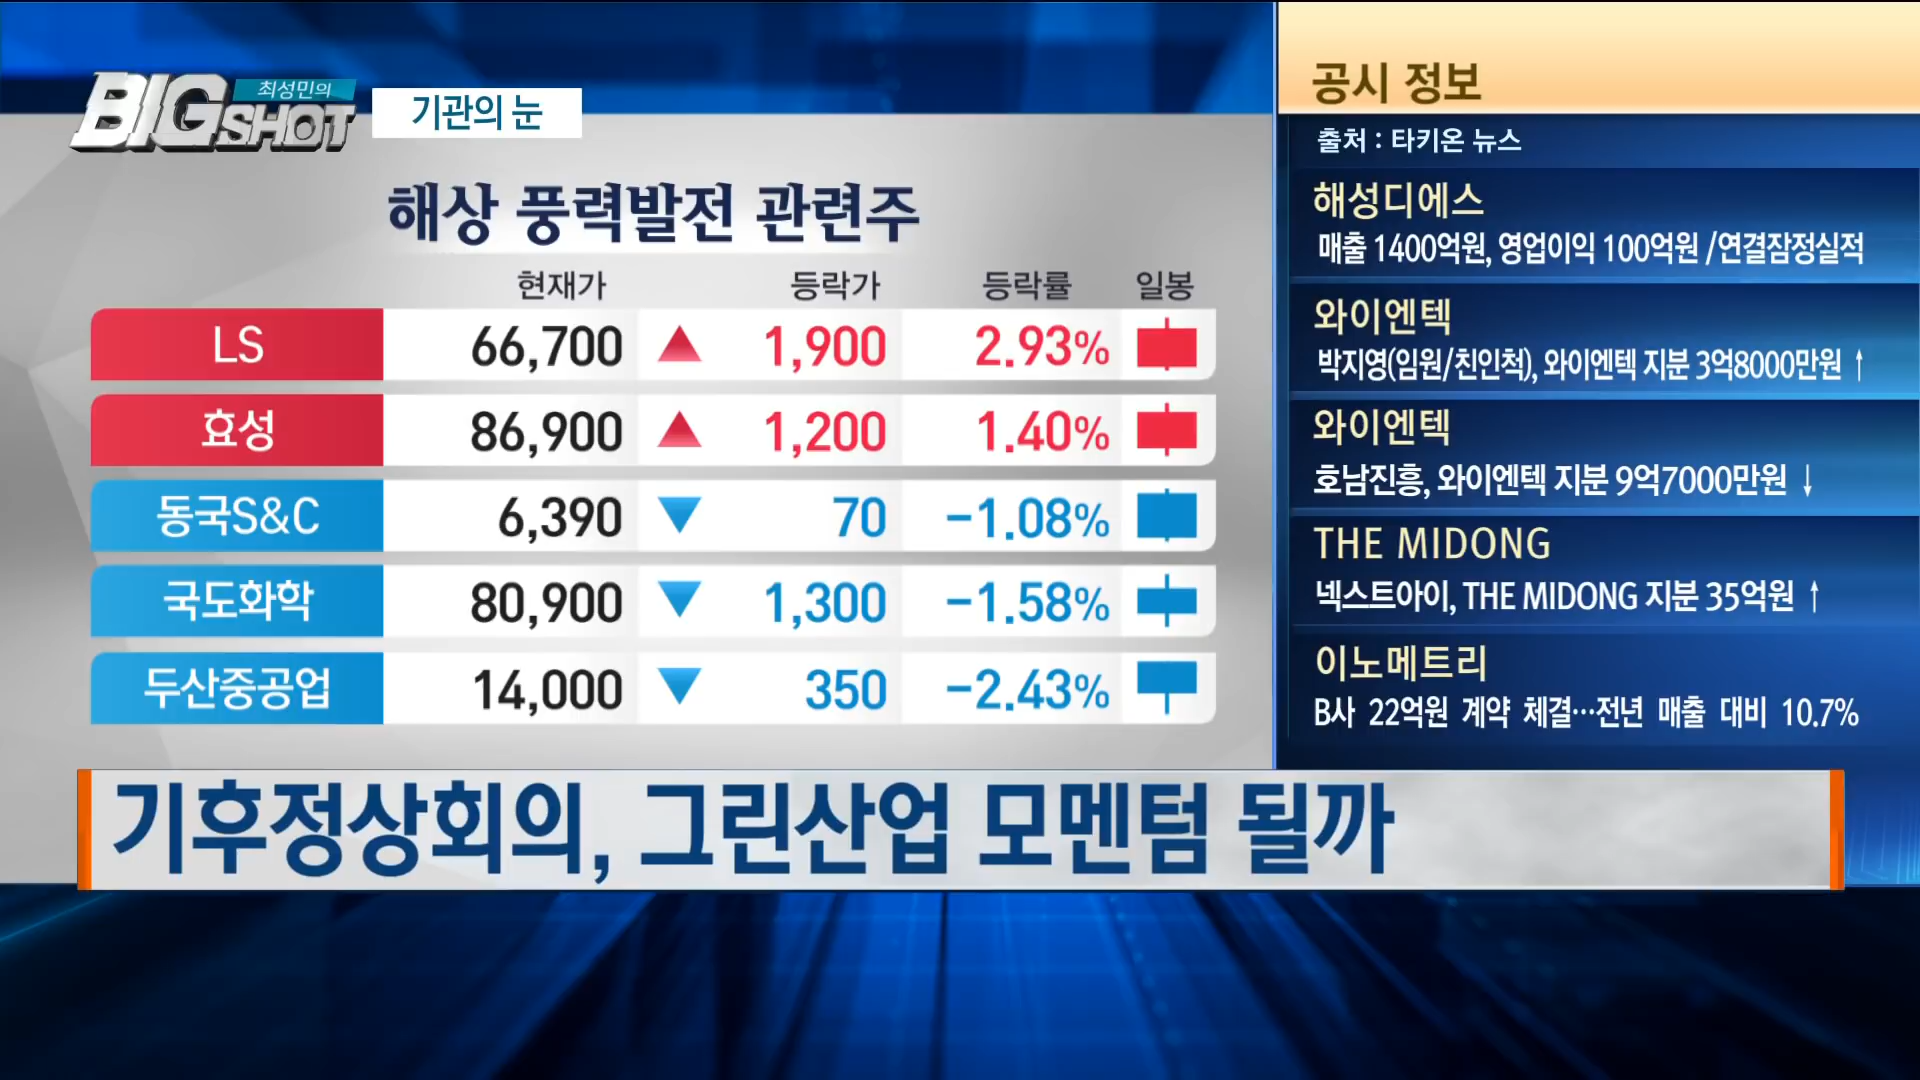 최성민의
BIG SHOT
기관의 눈
해상 풍력발전 관련주
현재가 등락가 등락률 일봉
LS 66,700 ▲ 1,900 2.93%
효성 86,900 ▲ 1,200 1.40%
동국S&C 6,390 ▼ 70 -1.08%
국도화학 80,900 ▼ 1,300 -1.58%
두산중공업 14,000 ▼ 350 -2.43%
공시 정보
출처 : 타키온 뉴스
해성디에스
매출 1400억원, 영업이익 100억원 /연결잠정실적
와이엔텍
박지영(임원/친인척), 와이엔텍 지분 3억8000만원 ↑
와이엔텍
호남진흥, 와이엔텍 지분 9억7000만원 ↓
THE MIDONG
넥스트아이, THE MIDONG 지분 35억원 ↑
이노메트리
B사 22억원 계약 체결…전년 매출 대비 10.7%
기후정상회의, 그린산업 모멘텀 될까